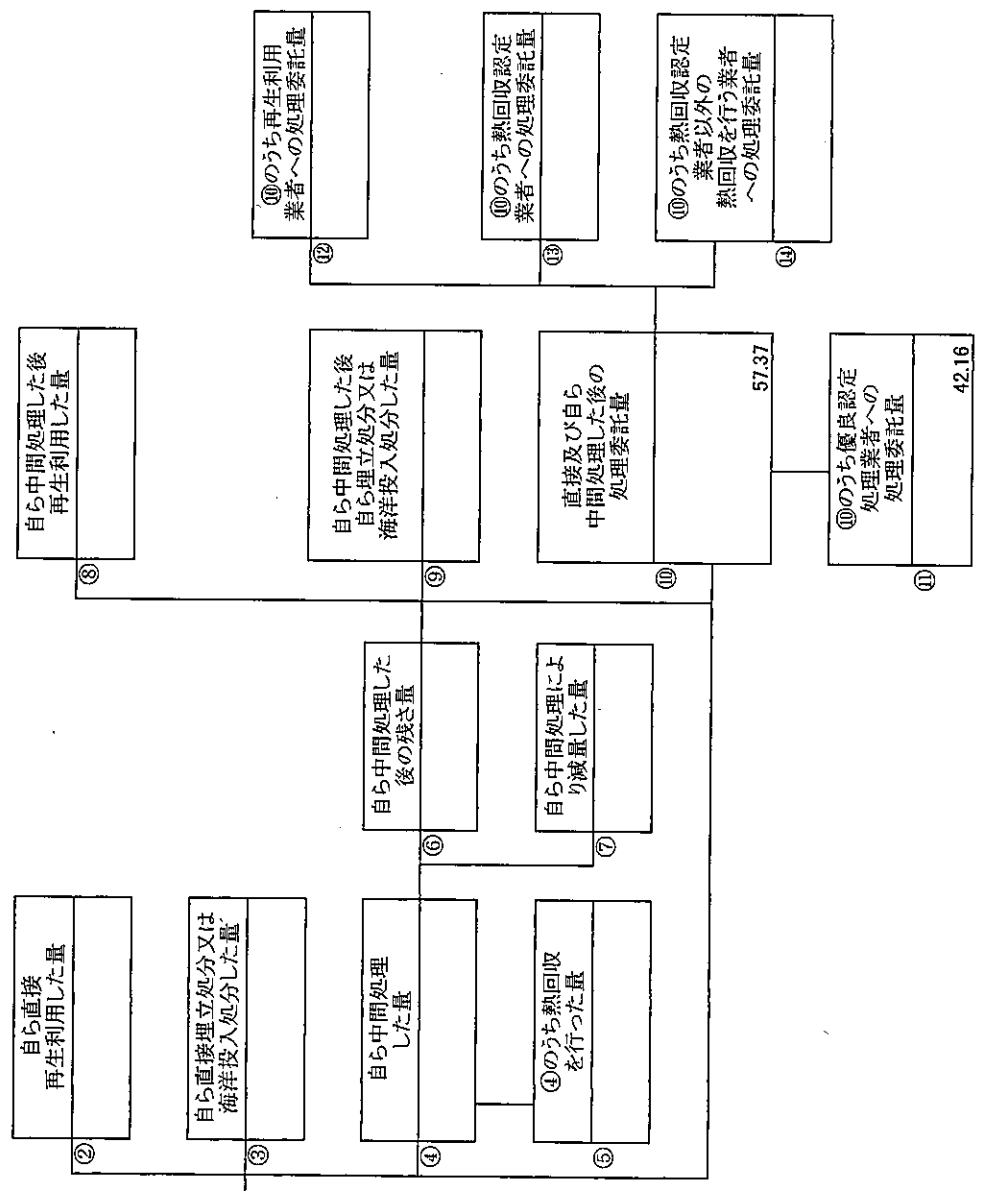 ②
自ら直接
再生利用した量
③
自ら直接埋立処分又は
海洋投入処分した量
④
自ら中間処理
した量
⑤
④のうち熱回収
を行った量
⑥
自ら中間処理した
後の残さ量
⑦
自ら中間処理によ
り減量した量
⑧
自ら中間処理した後
再生利用した量
⑨
自ら中間処理した後
自ら埋立処分又は
海洋投入処分した量
⑩
直接及び自ら
中間処理した後の
処理委託量
57.37
⑪
⑩のうち優良認定
処理業者への
処理委託量
42.16
⑫
⑩のうち再生利用
業者への処理委託量
⑬
⑩のうち熱回収認定
業者への処理委託量
⑭
⑩のうち熱回収認定
業者以外の
熱回収を行う業者
への処理委託量